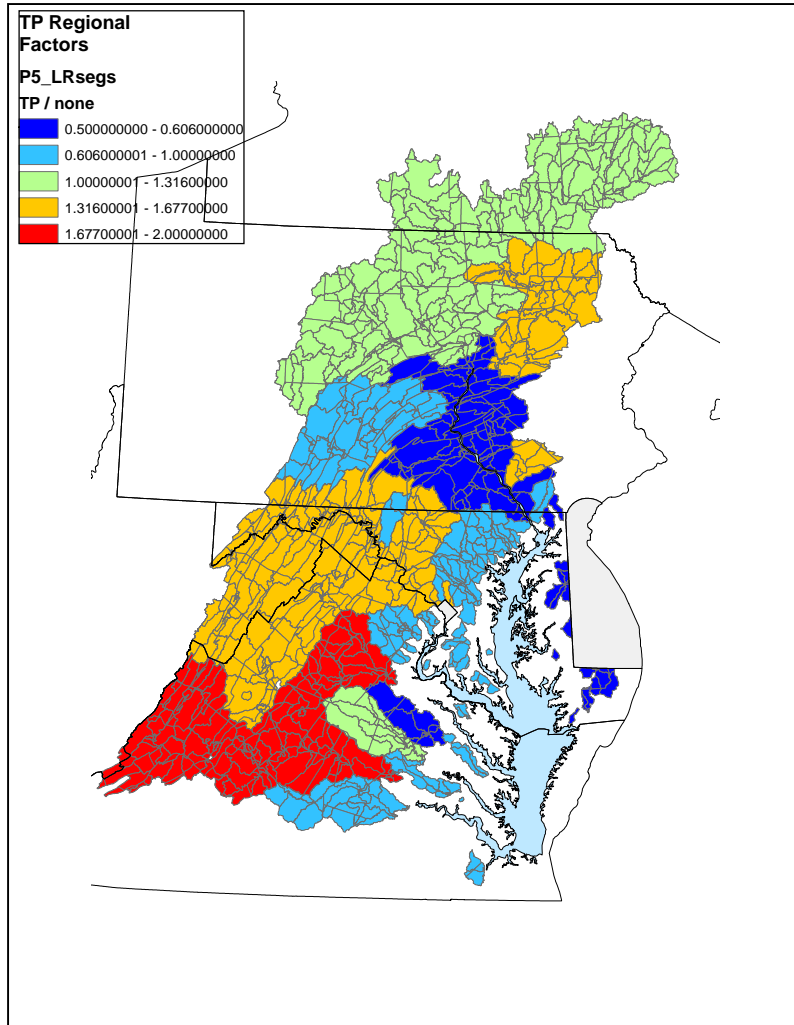 TP Regional
Factors
P5_LRsegs
TP / none
0.500000000 - 0.606000000
0.606000001 - 1.00000000
1.00000001 - 1.31600000
1.31600001 - 1.67700000
1.67700001 - 2.00000000